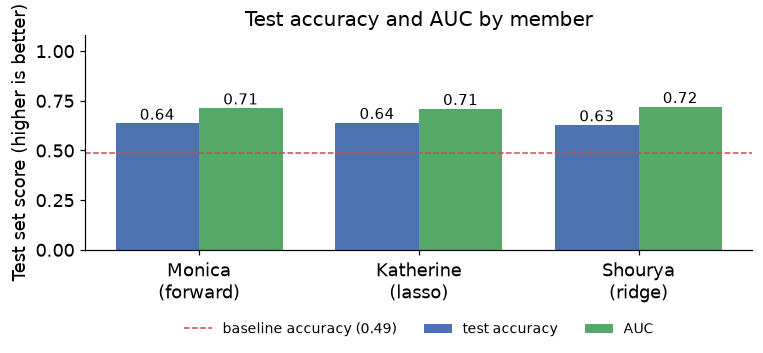 Test accuracy and AUC by member
Test set score (higher is better)
1.00
0.75
0.50
0.25
0.00
0.64
0.71
0.64
0.71
0.63
0.72
Monica
(forward)
Katherine
(lasso)
Shourya
(ridge)
baseline accuracy (0.49)
test accuracy
AUC